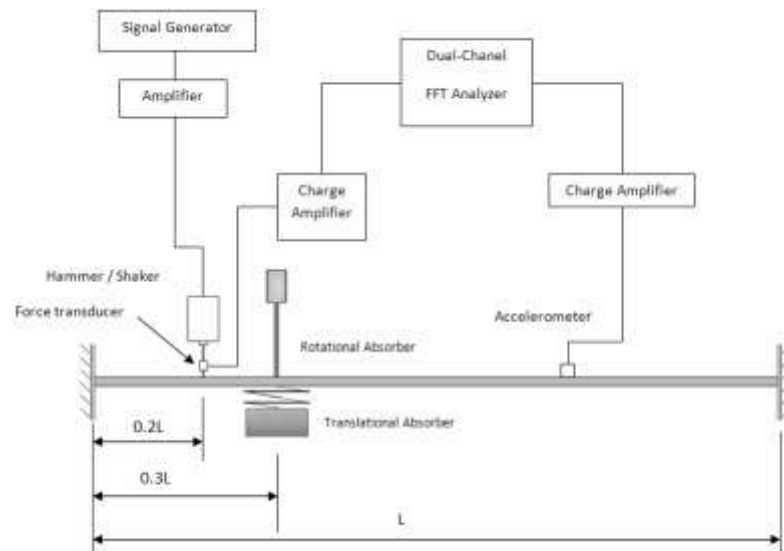 Signal Generator
Amplifier
Dual-Chanel
FFT Analyzer
Charge
Amplifier
Charge Amplifier
Hammer / Shaker
Force transducer
Accelerometer
Rotational Absorber
Translational Absorber
0.2L
0.3L
L